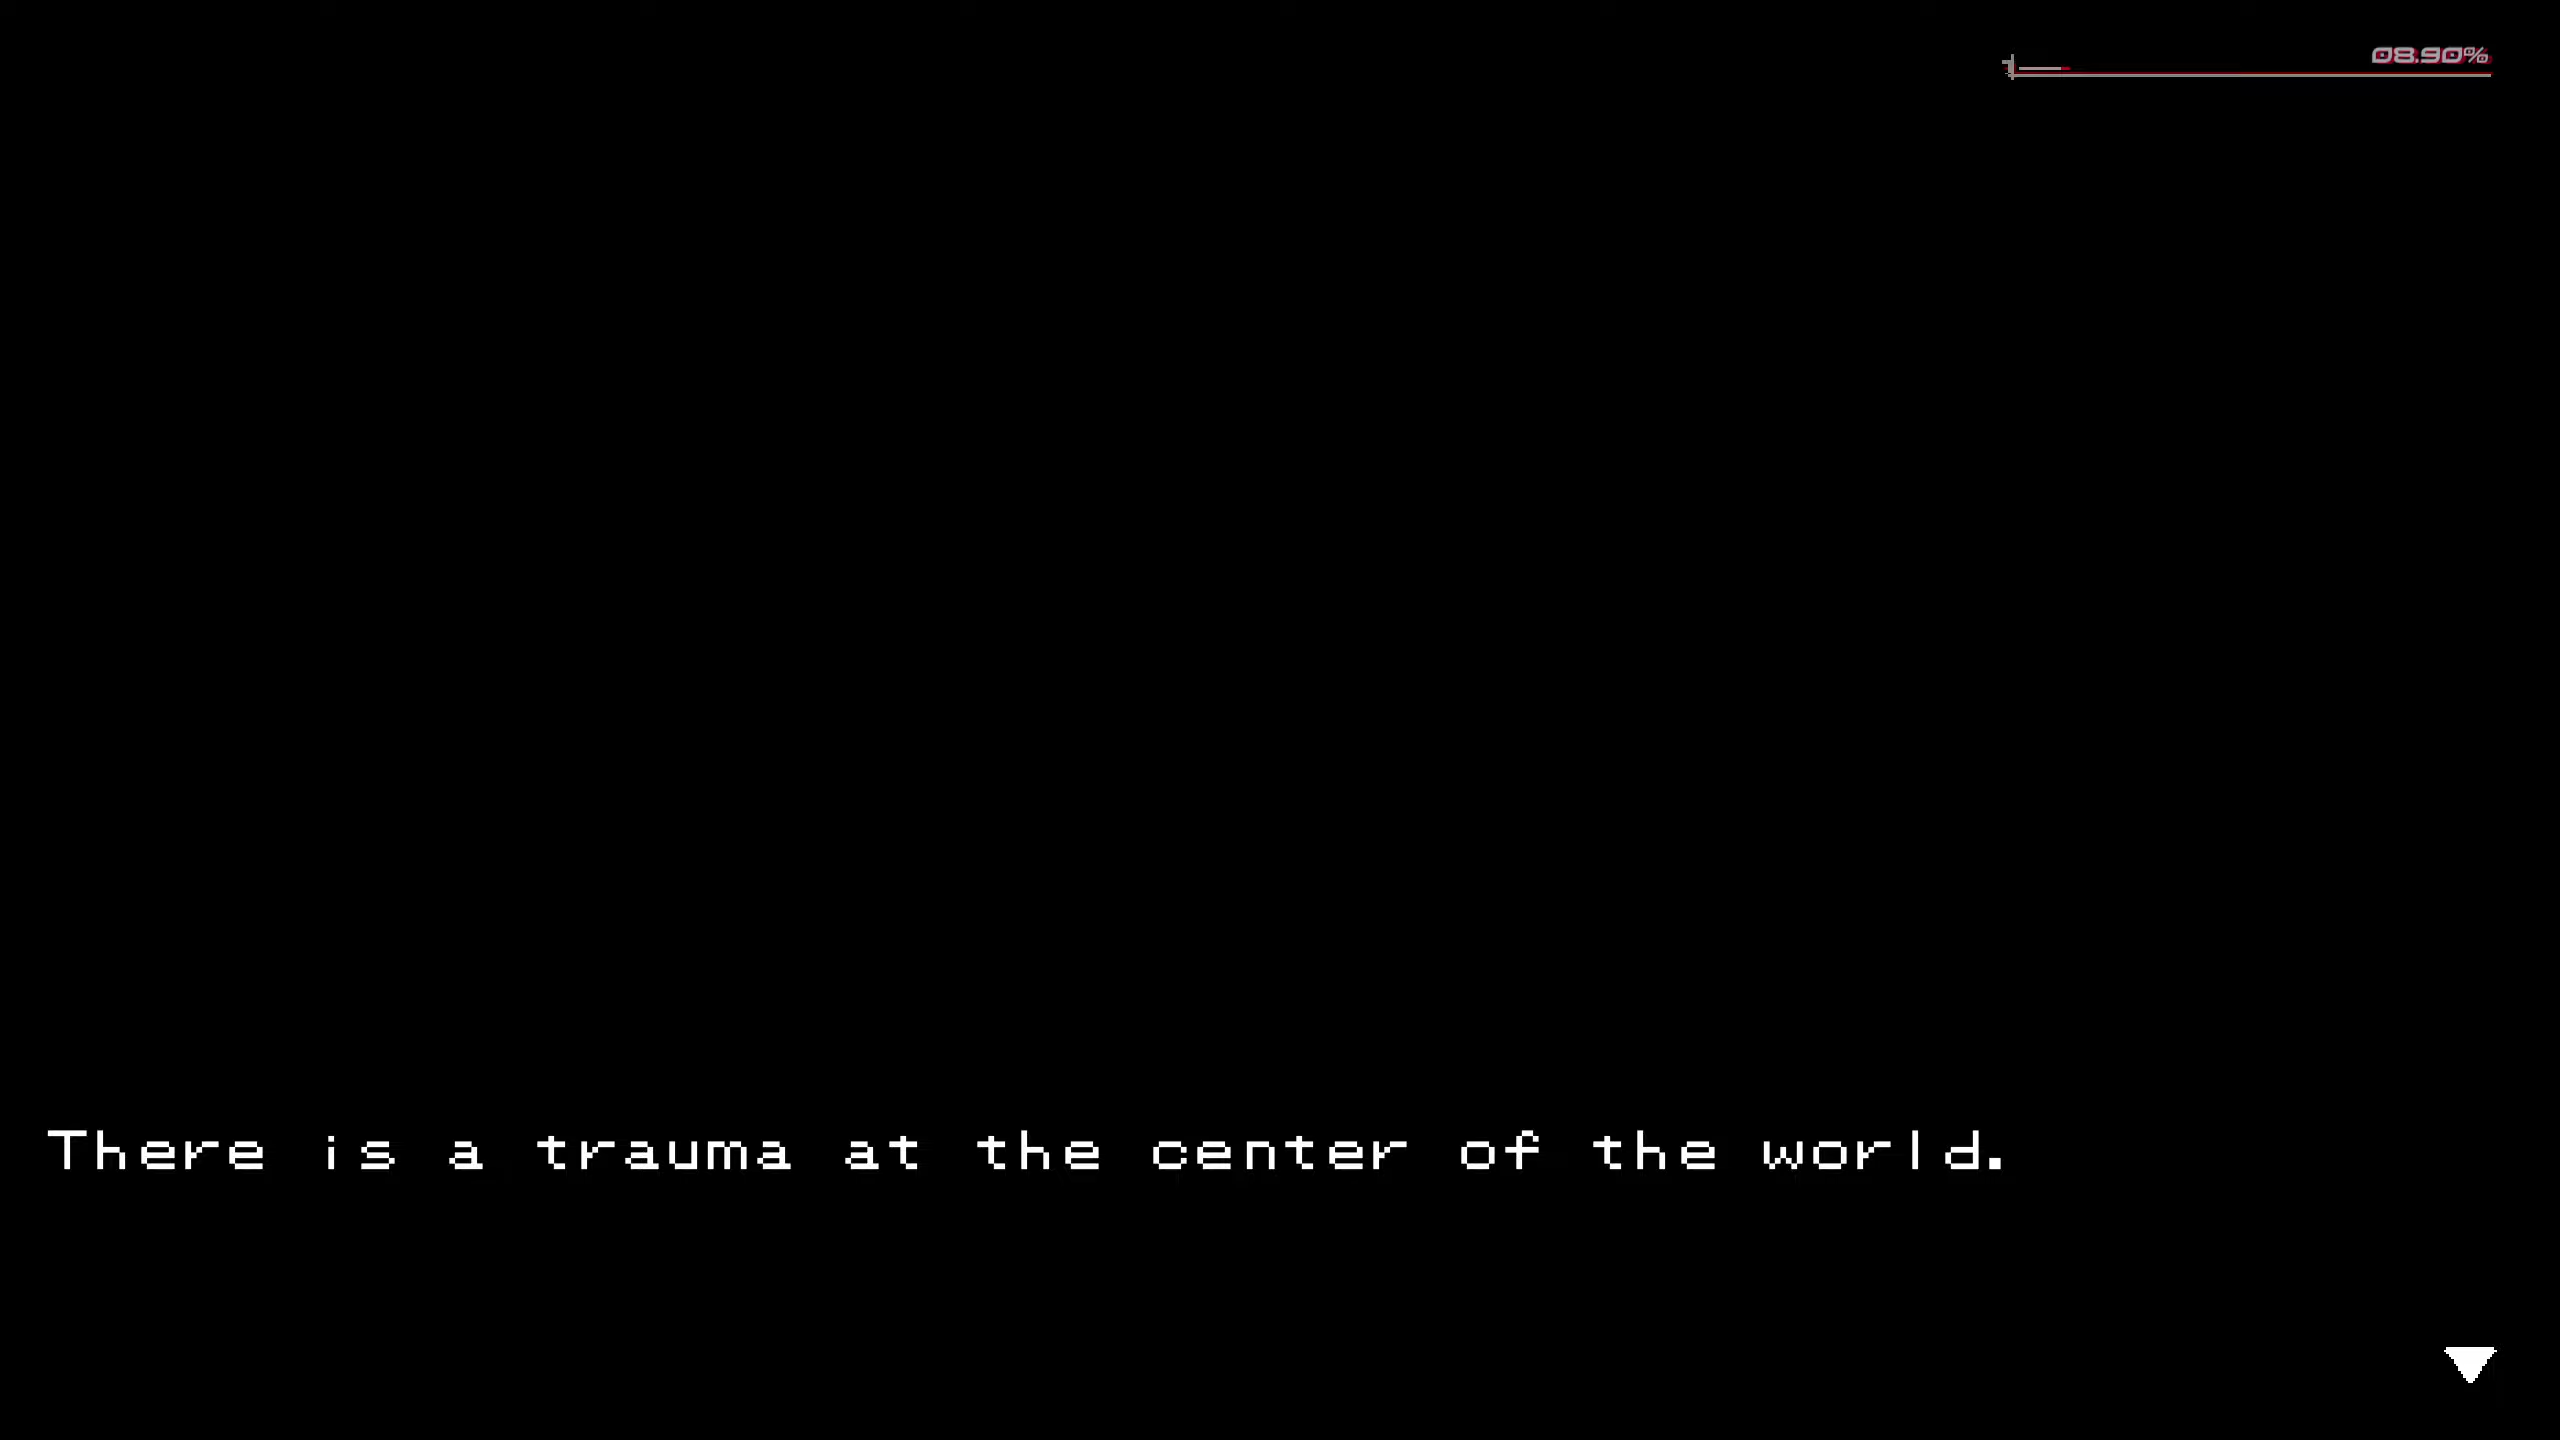 08.90%
There is a trauma at the center of the world.